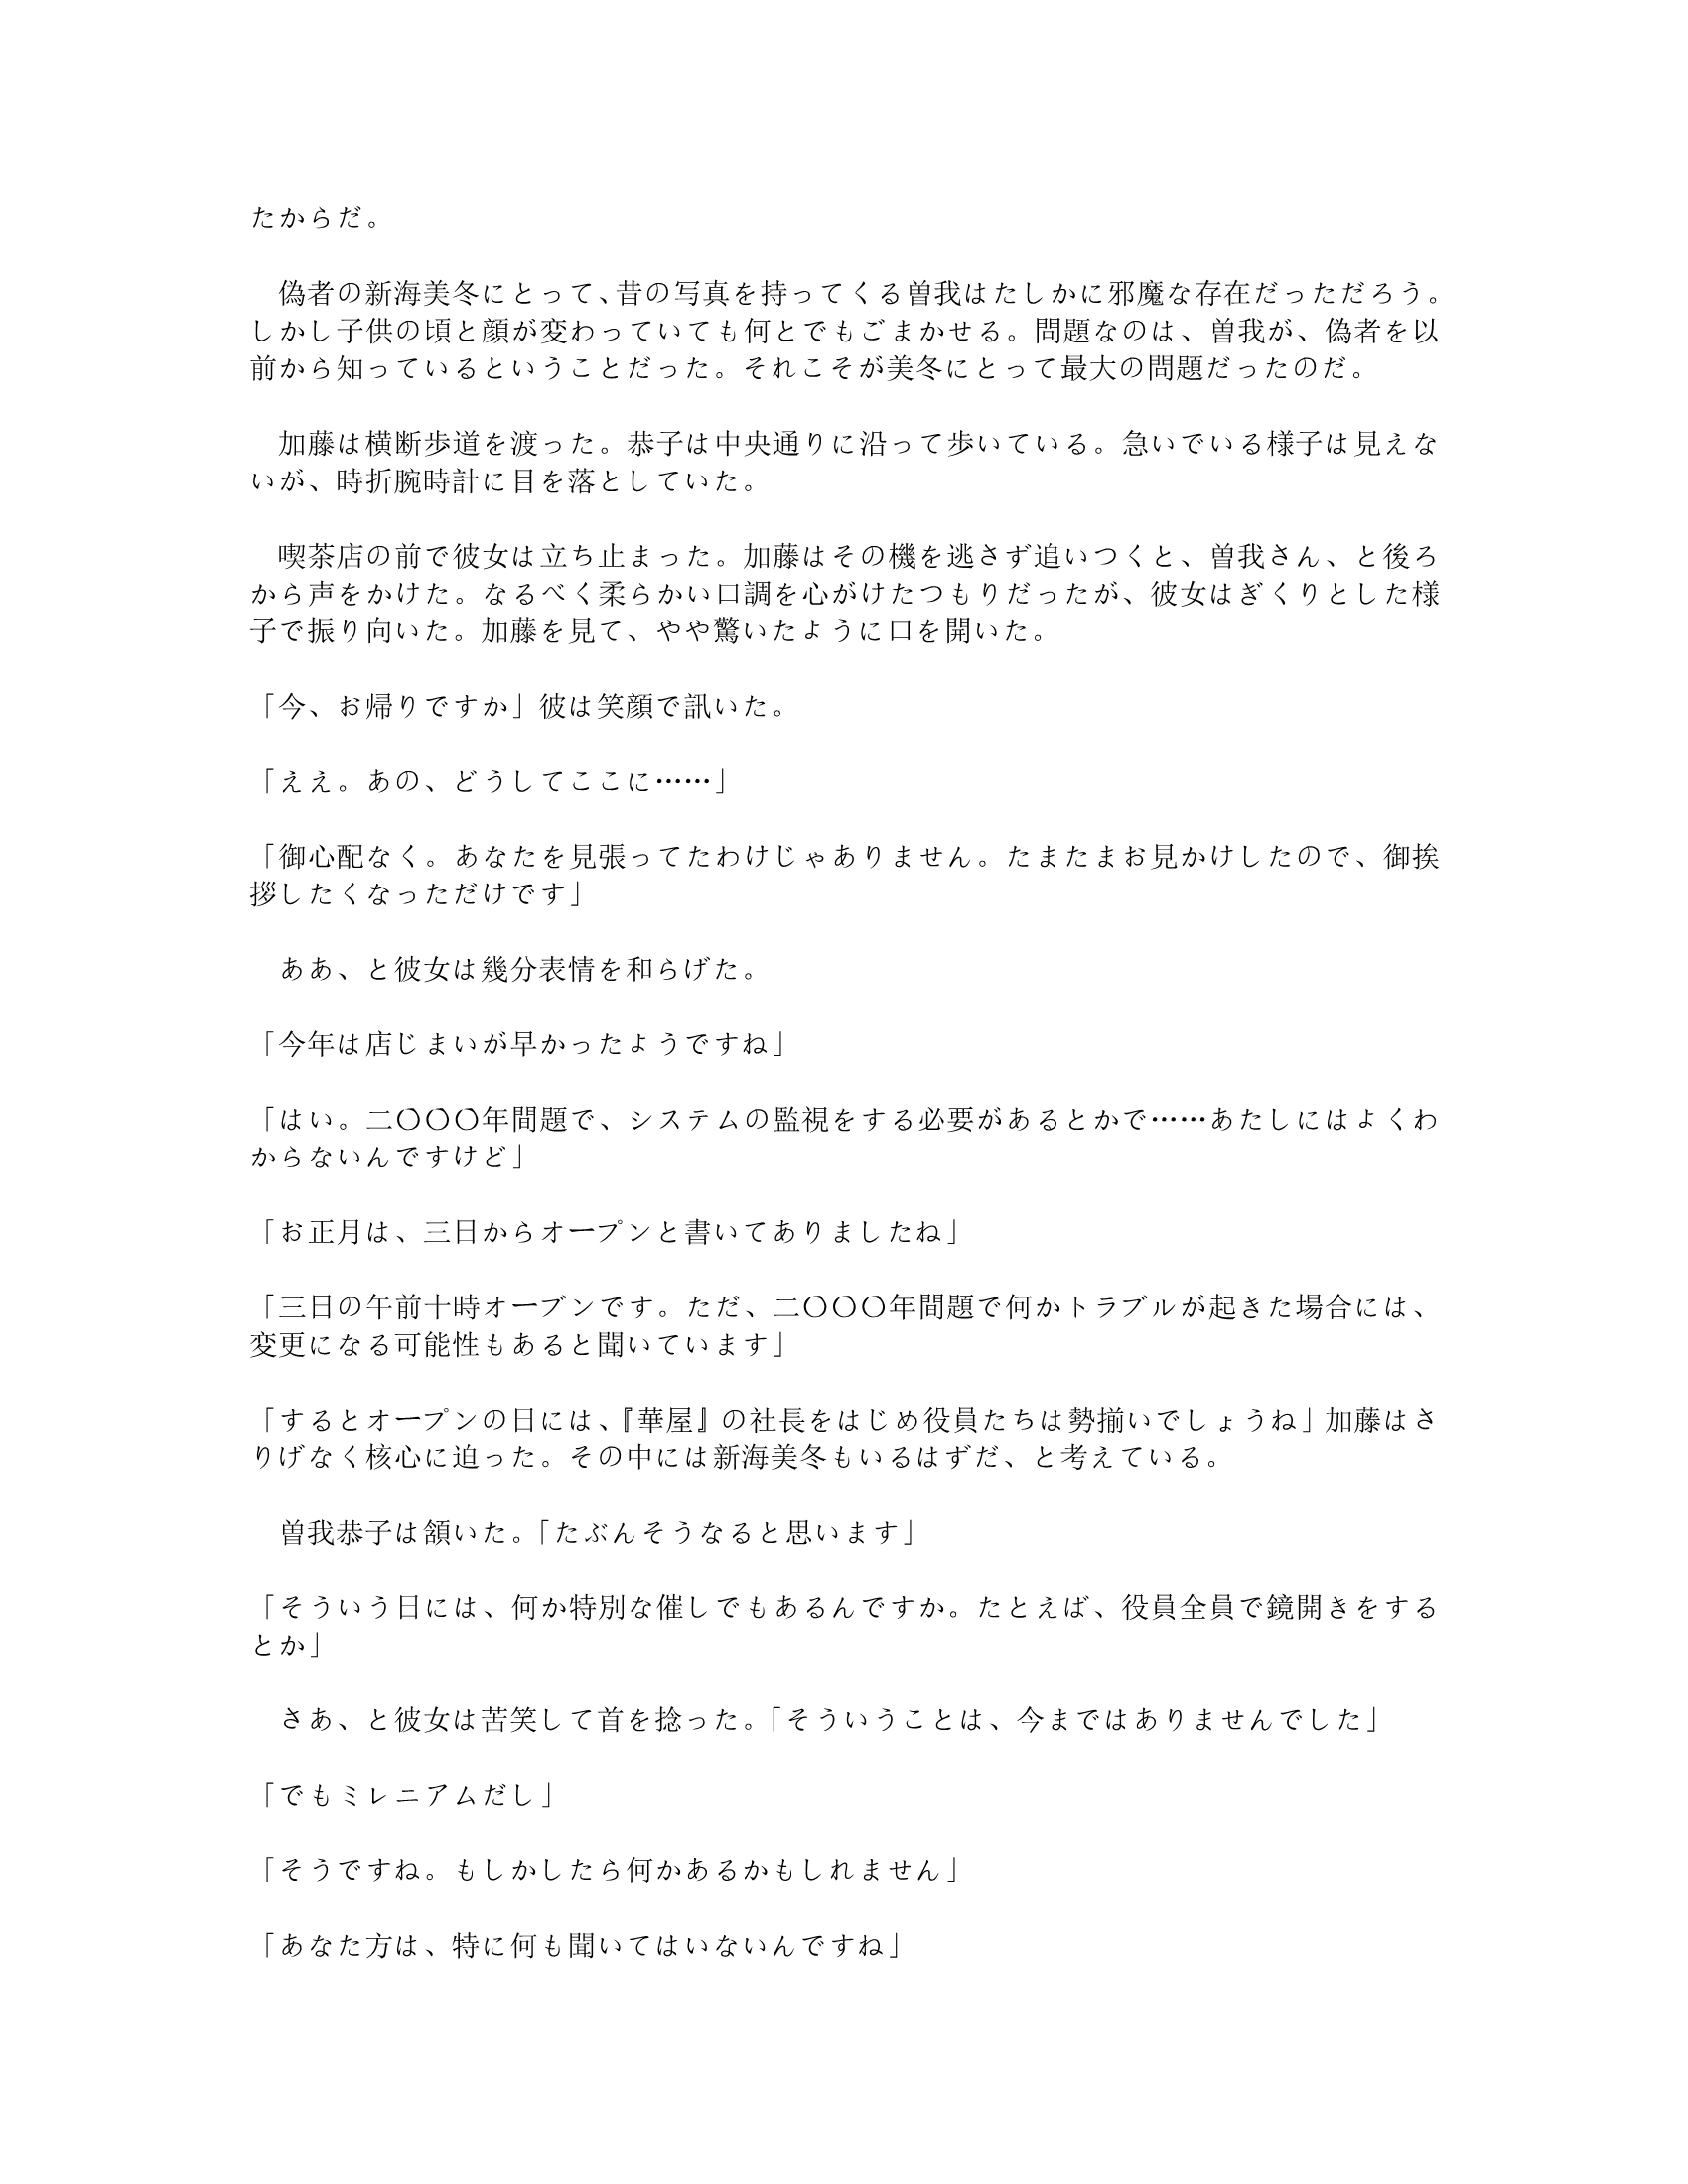 たからだ。
　偽者の新海美冬にとって、昔の写真を持ってくる曽我はたしかに邪魔な存在だっただろう。
しかし子供の頃と顔が変わっていても何とでもごまかせる。問題なのは、曽我が、偽者を以
前から知っているということだった。それこそが美冬にとって最大の問題だったのだ。
　加藤は横断歩道を渡った。恭子は中央通りに沿って歩いている。急いでいる様子は見えな
いが、時折腕時計に目を落としていた。
　喫茶店の前で彼女は立ち止まった。加藤はその機を逃さず追いつくと、曽我さん、と後ろ
から声をかけた。なるべく柔らかい口調を心がけたつもりだったが、彼女はぎくりとした様
子で振り向いた。加藤を見て、やや驚いたように口を開いた。
「今、お帰りですか」彼は笑顔で訊いた。
「ええ。あの、どうしてここに……」
「御心配なく。あなたを見張ってたわけじゃありません。たまたまお見かけしたので、御挨
拶したくなっただけです」
　ああ、と彼女は幾分表情を和らげた。
「今年は店じまいが早かったようですね」
「はい。二〇〇〇年間題で、システムの監視をする必要があるとかで……あたしにはよくわ
からないんですけど」
「お正月は、三日からオープンと書いてありましたね」
「三日の午前十時オーブンです。ただ、二〇〇〇年間題で何かトラブルが起きた場合には、
変更になる可能性もあると聞いています」
「するとオープンの日には、『華屋』の社長をはじめ役員たちは勢揃いでしょうね」加藤はさ
りげなく核心に迫った。その中には新海美冬もいるはずだ、と考えている。
　曽我恭子は頷いた。「たぶんそうなると思います」
「そういう日には、何か特別な催しでもあるんですか。たとえば、役員全員で鏡開きをする
とか」
　さあ、と彼女は苦笑して首を捻った。「そういうことは、今まではありませんでした」
「でもミレニアムだし」
「そうですね。もしかしたら何かあるかもしれません」
「あなた方は、特に何も聞いてはいないんですね」